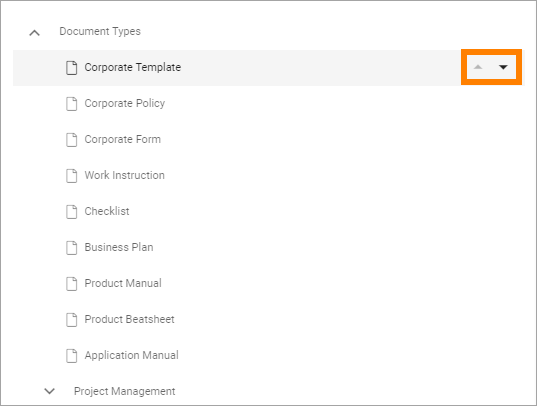 Document Types
Corporate Template
Corporate Policy
Corporate Form
Work Instruction
Checklist
Business Plan
Product Manual
Product Beatsheet
Application Manual
Project Management